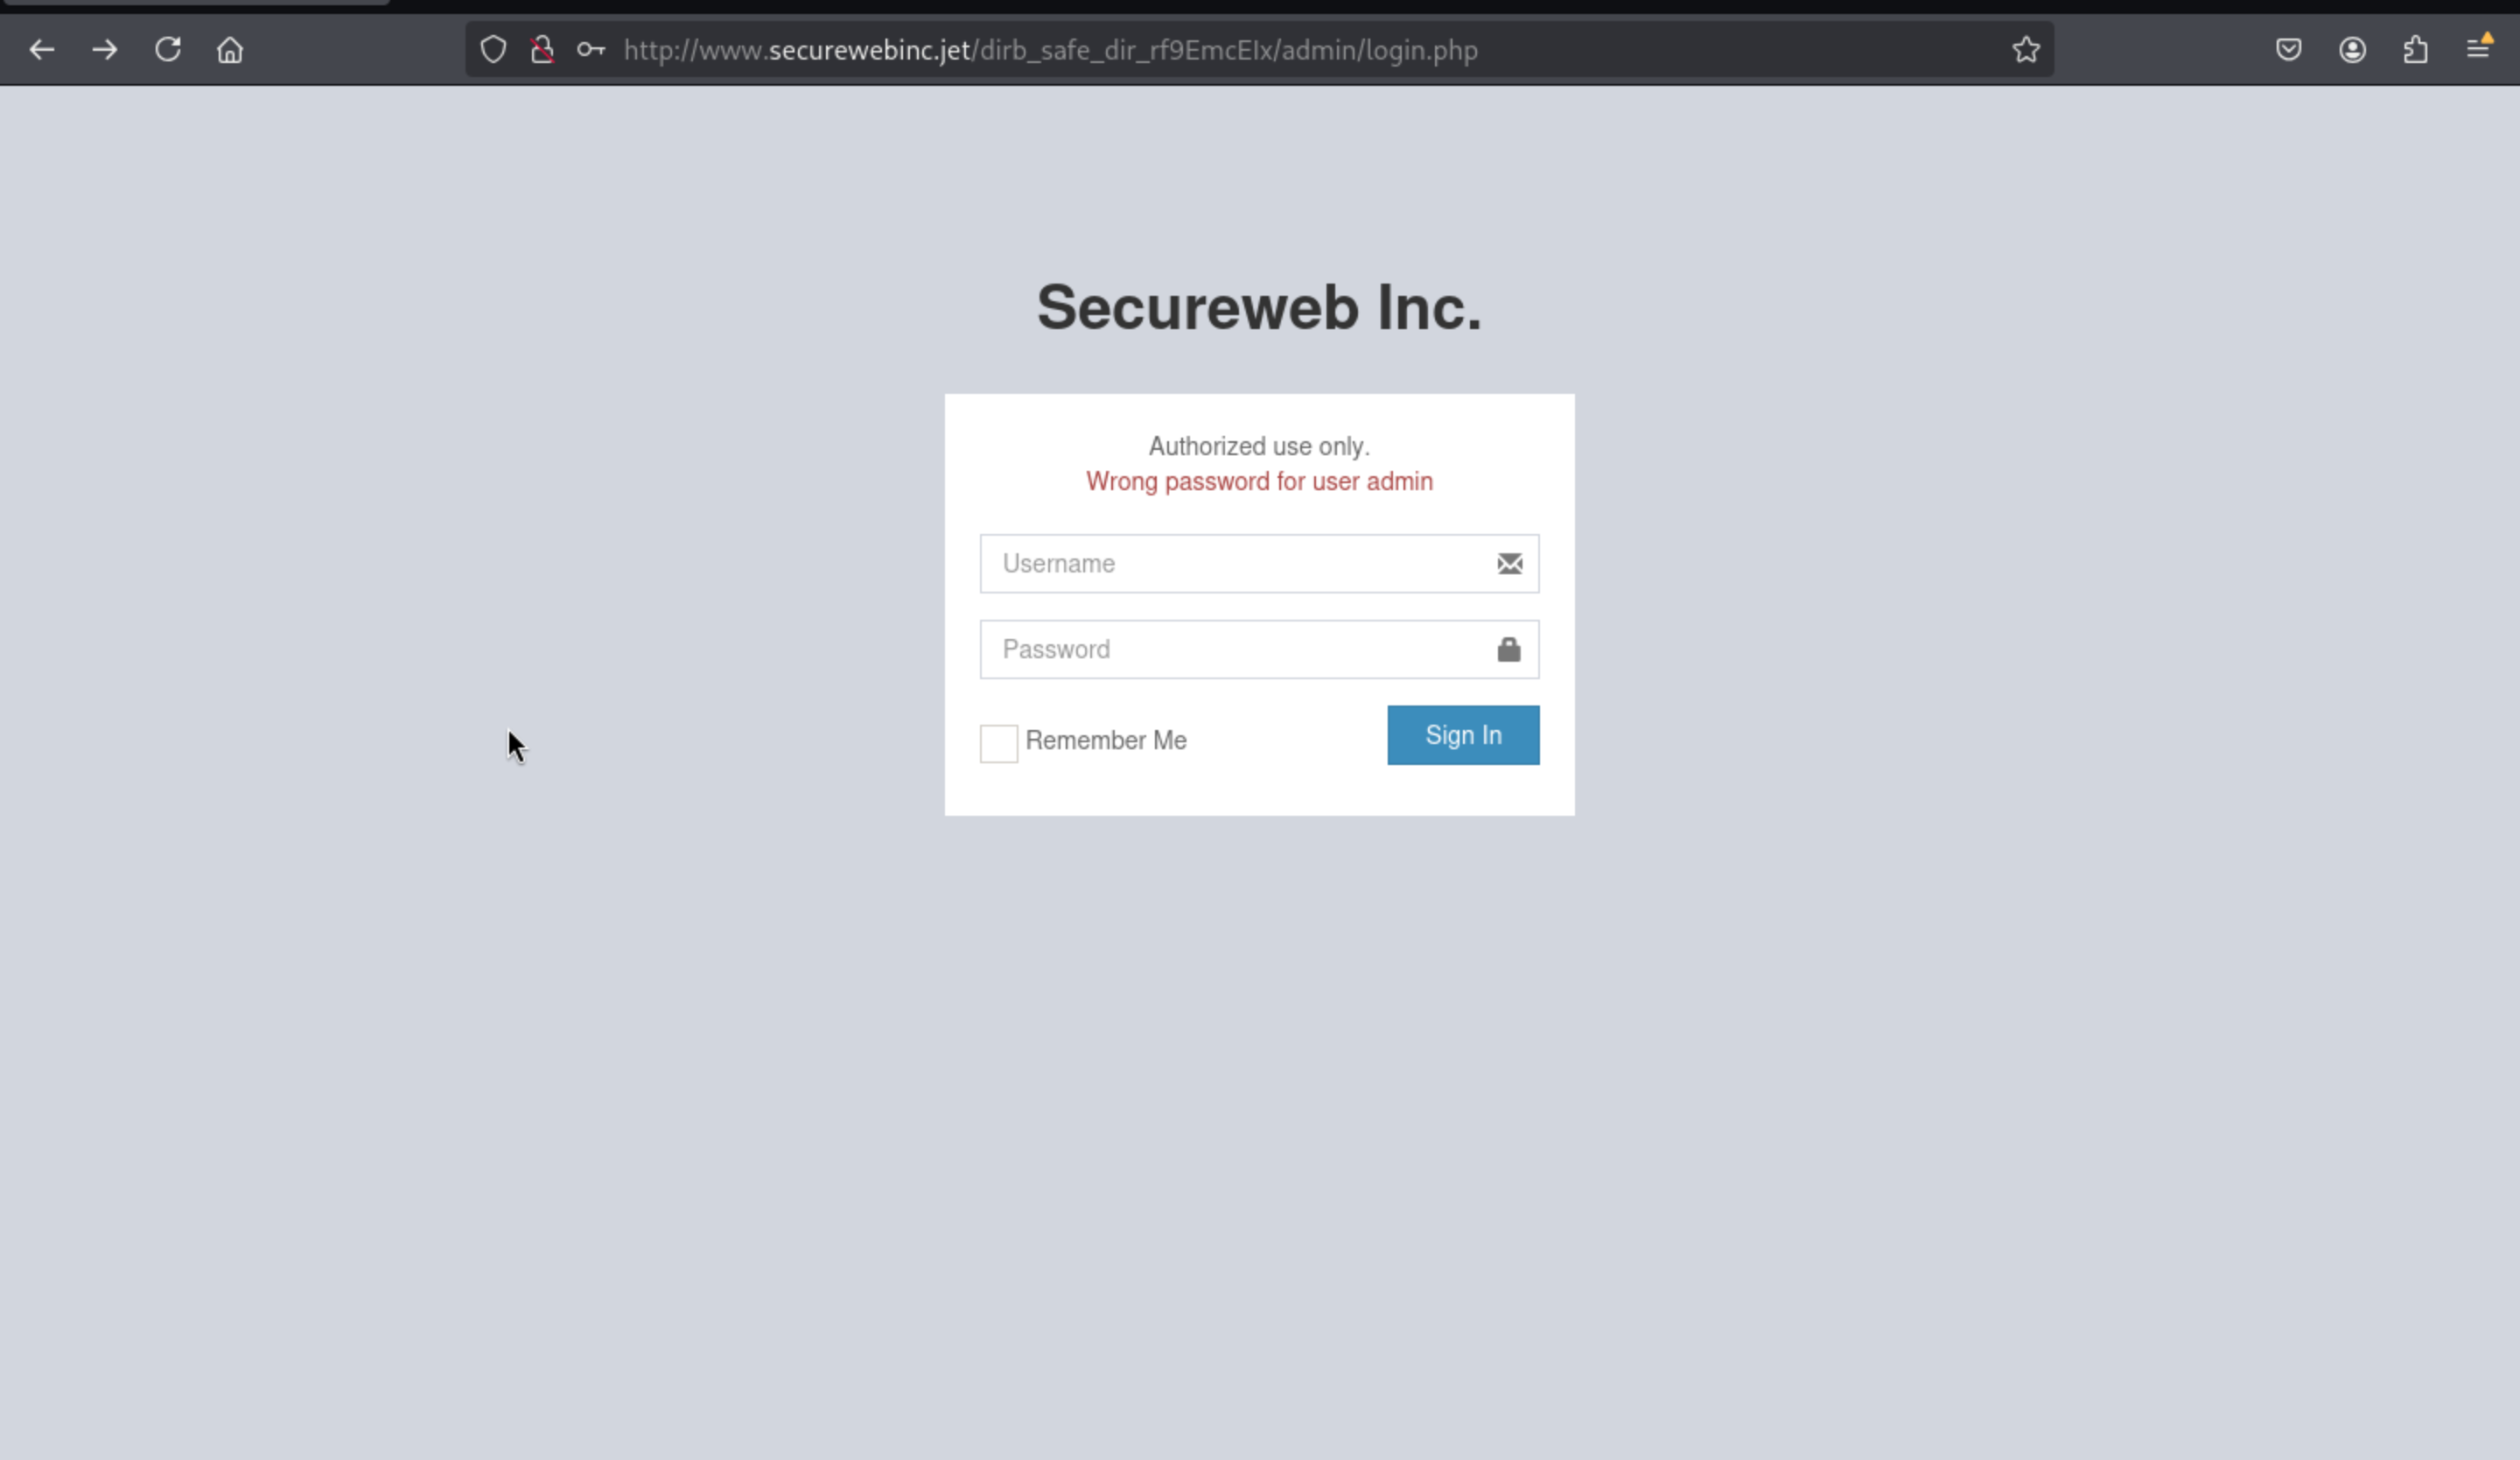 http://www.securewebinc.jet/dirb_safe_dir_rf9EmcEIx/admin/login.php
Secureweb Inc.
Authorized use only.
Wrong password for user admin
Username
Password
Remember Me
Sign In